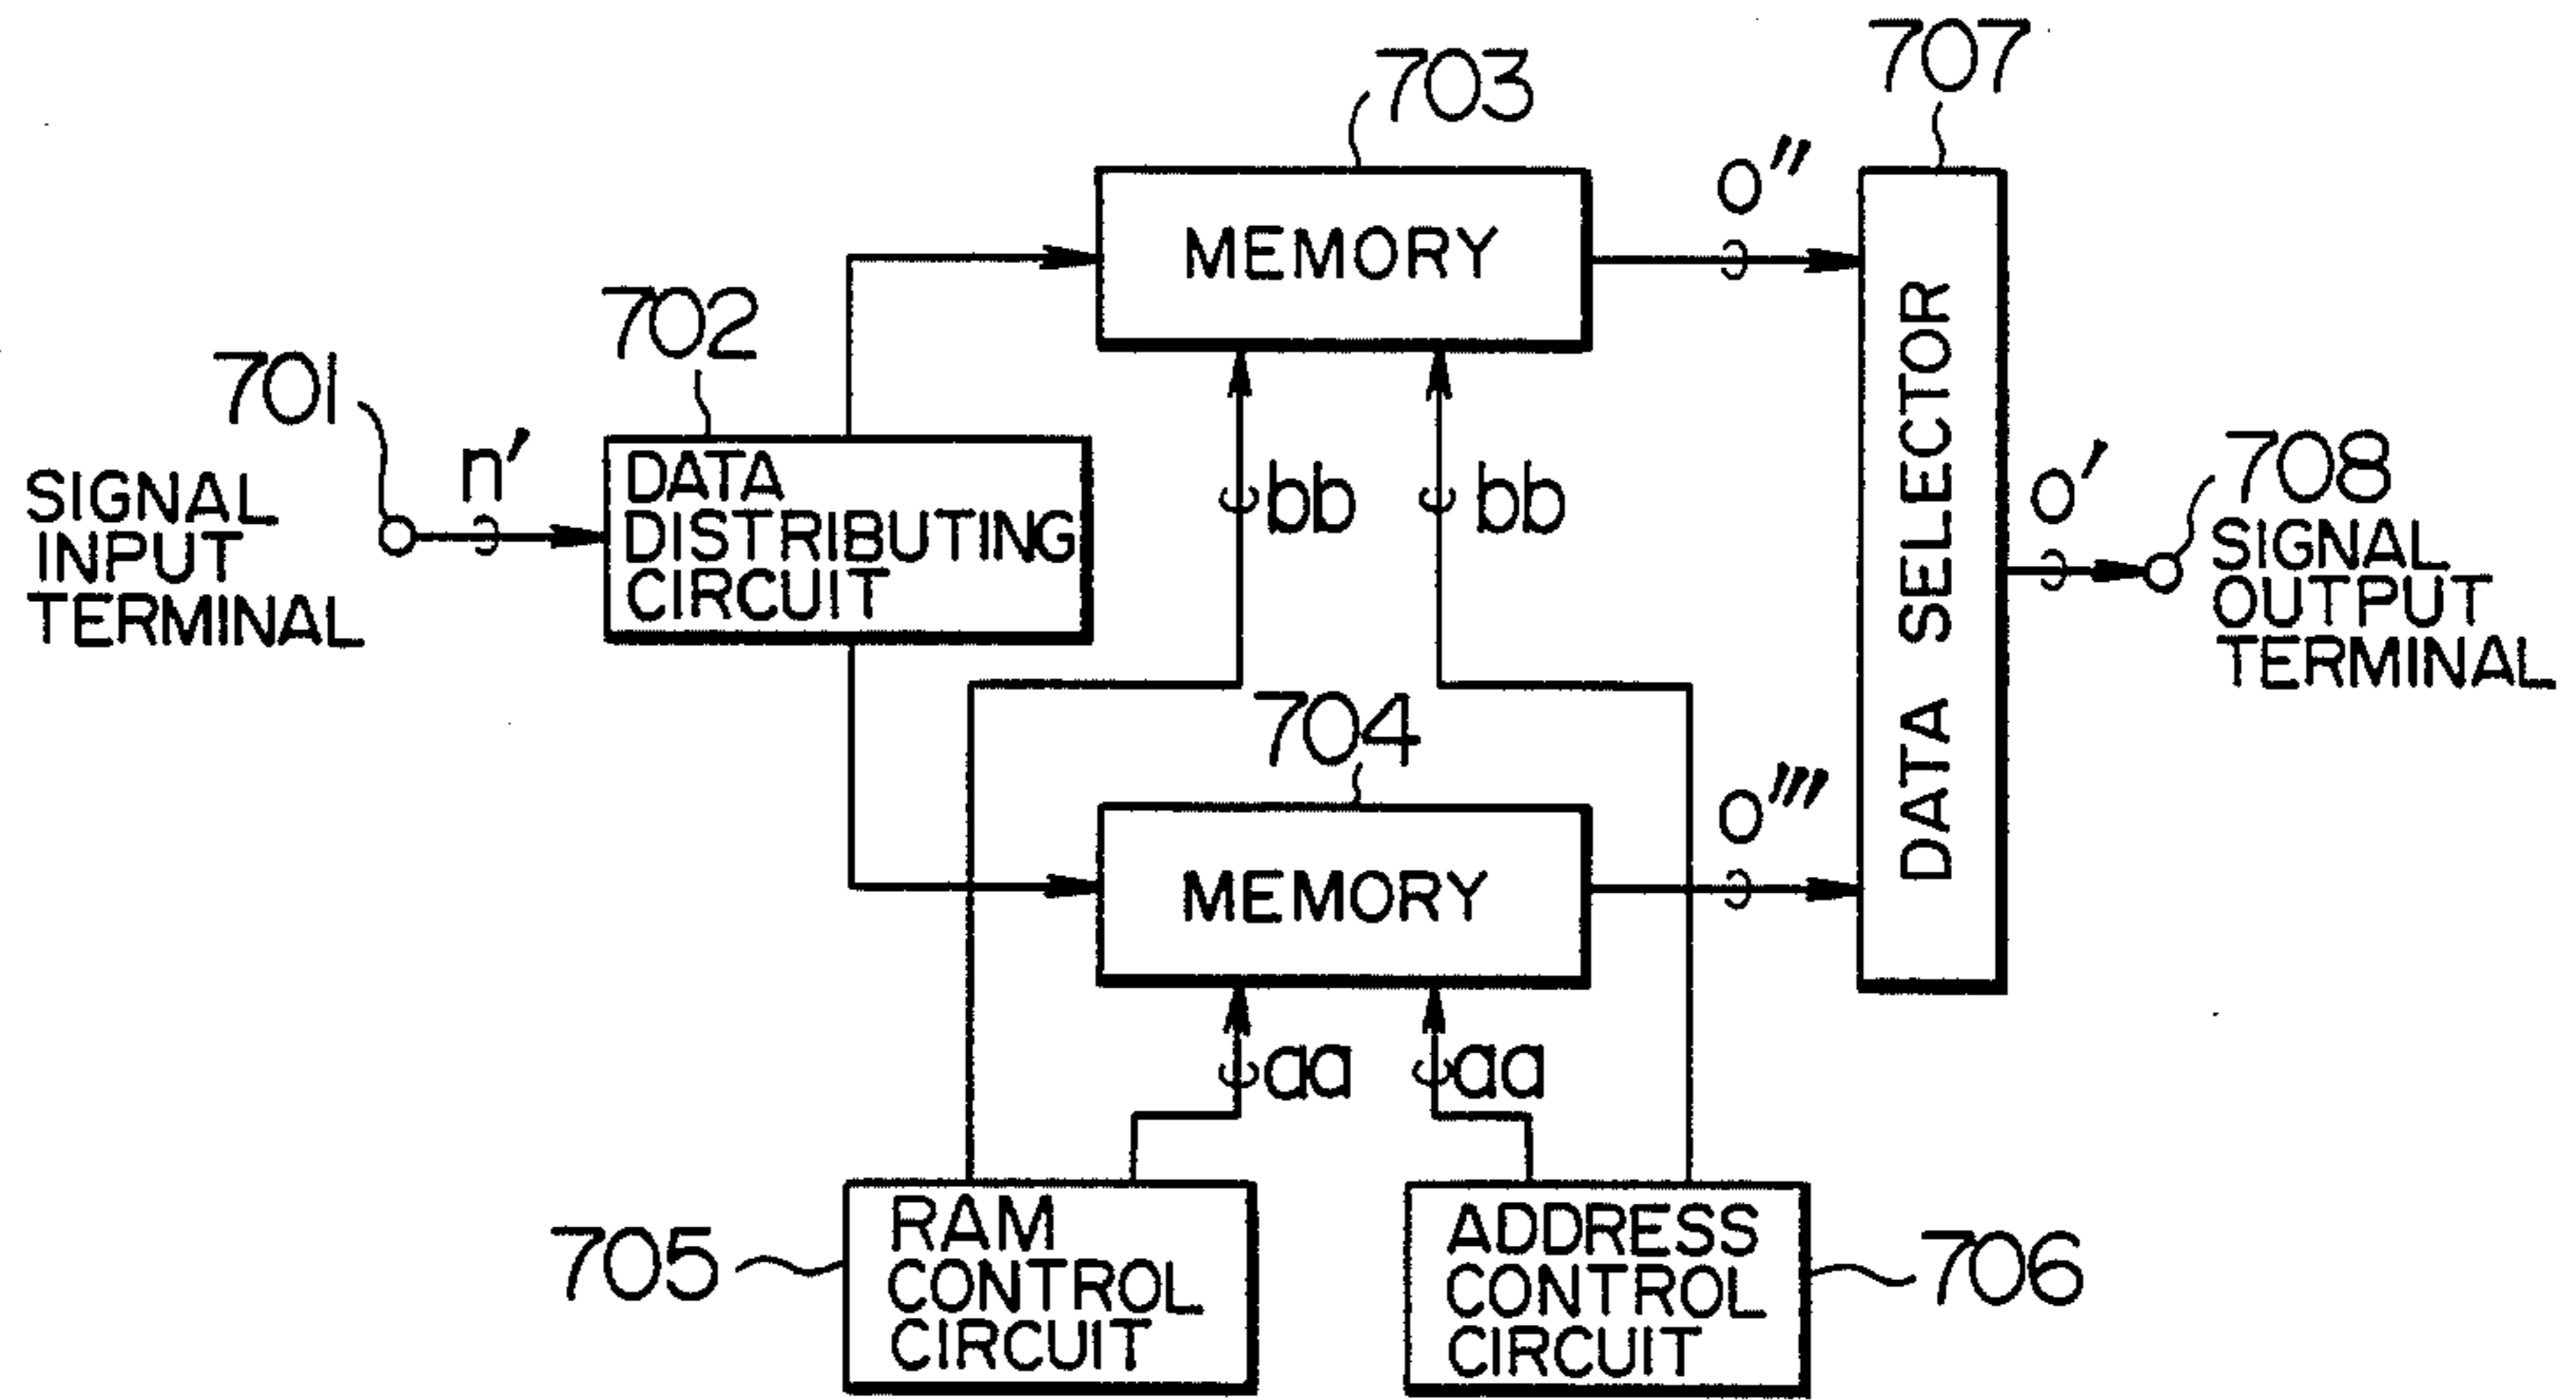 707
703
o''
MEMORY
702
701
n'
SIGNAL
INPUT
TERMINAL
DATA
DISTRIBUTING
CIRCUIT
bb
bb
DATA SELECTOR
o'
708
SIGNAL
OUTPUT
TERMINAL
704
o'''
MEMORY
aa
aa
705
RAM
CONTROL
CIRCUIT
ADDRESS
CONTROL
CIRCUIT
706